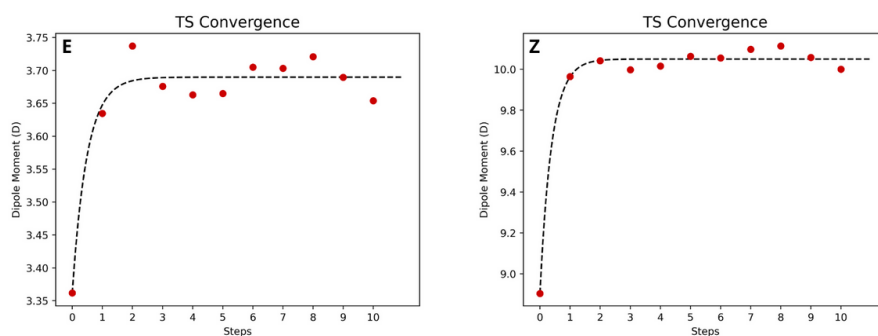 TS Convergence
E
3.75
3.70
3.65
3.60
3.55
3.50
3.45
3.40
3.35
Dipole Moment (D)
0 1 2 3 4 5 6 7 8 9 10
Steps
TS Convergence
Z
10.0
9.8
9.6
9.4
9.2
9.0
Dipole Moment (D)
0 1 2 3 4 5 6 7 8 9 10
Steps